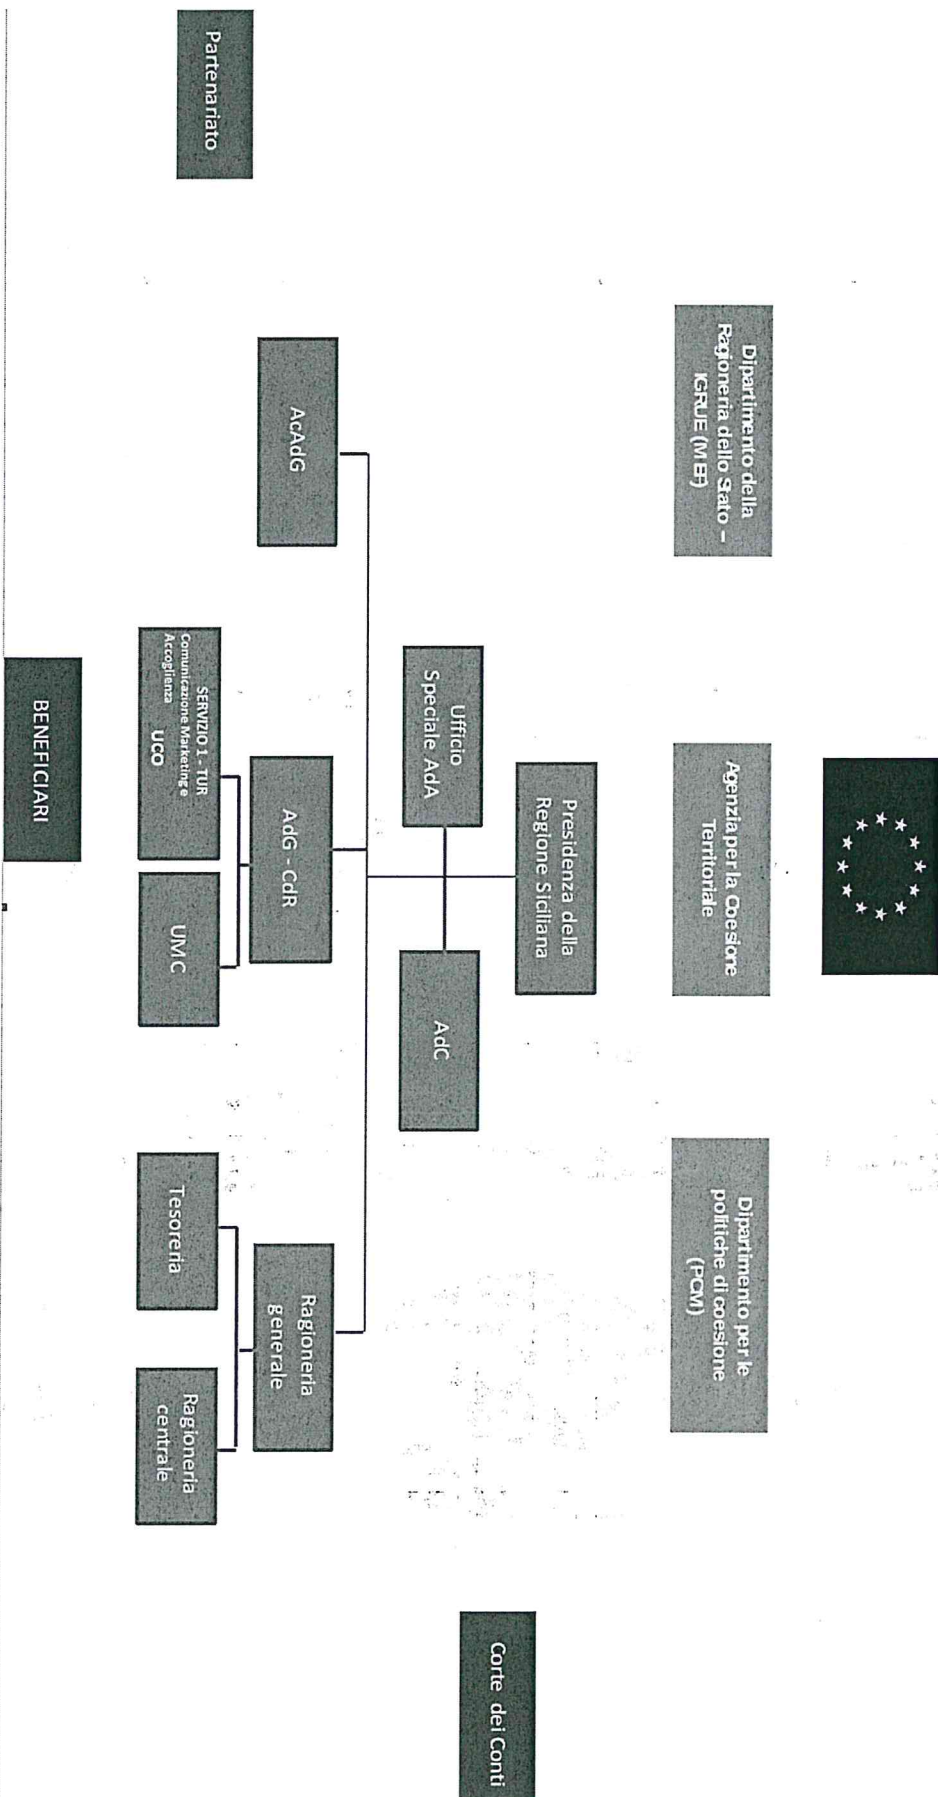 Dipartimento della
Ragioneria dello Stato –
IGRUE (MEF)
Agenzia per la Coesione
Territoriale
Dipartimento per le
politiche di coesione
(PCM)
Presidenza della
Regione Siciliana
Ufficio
Speciale AdA
AdC
Corte dei Conti
AcAdG
AdG - CdR
Ragioneria
generale
Partenariato
SERVIZIO 1 - TUR
Comunicazione Marketing e
Accoglienza
UCO
UMC
Tesoreria
Ragioneria
centrale
BENEFICIARI